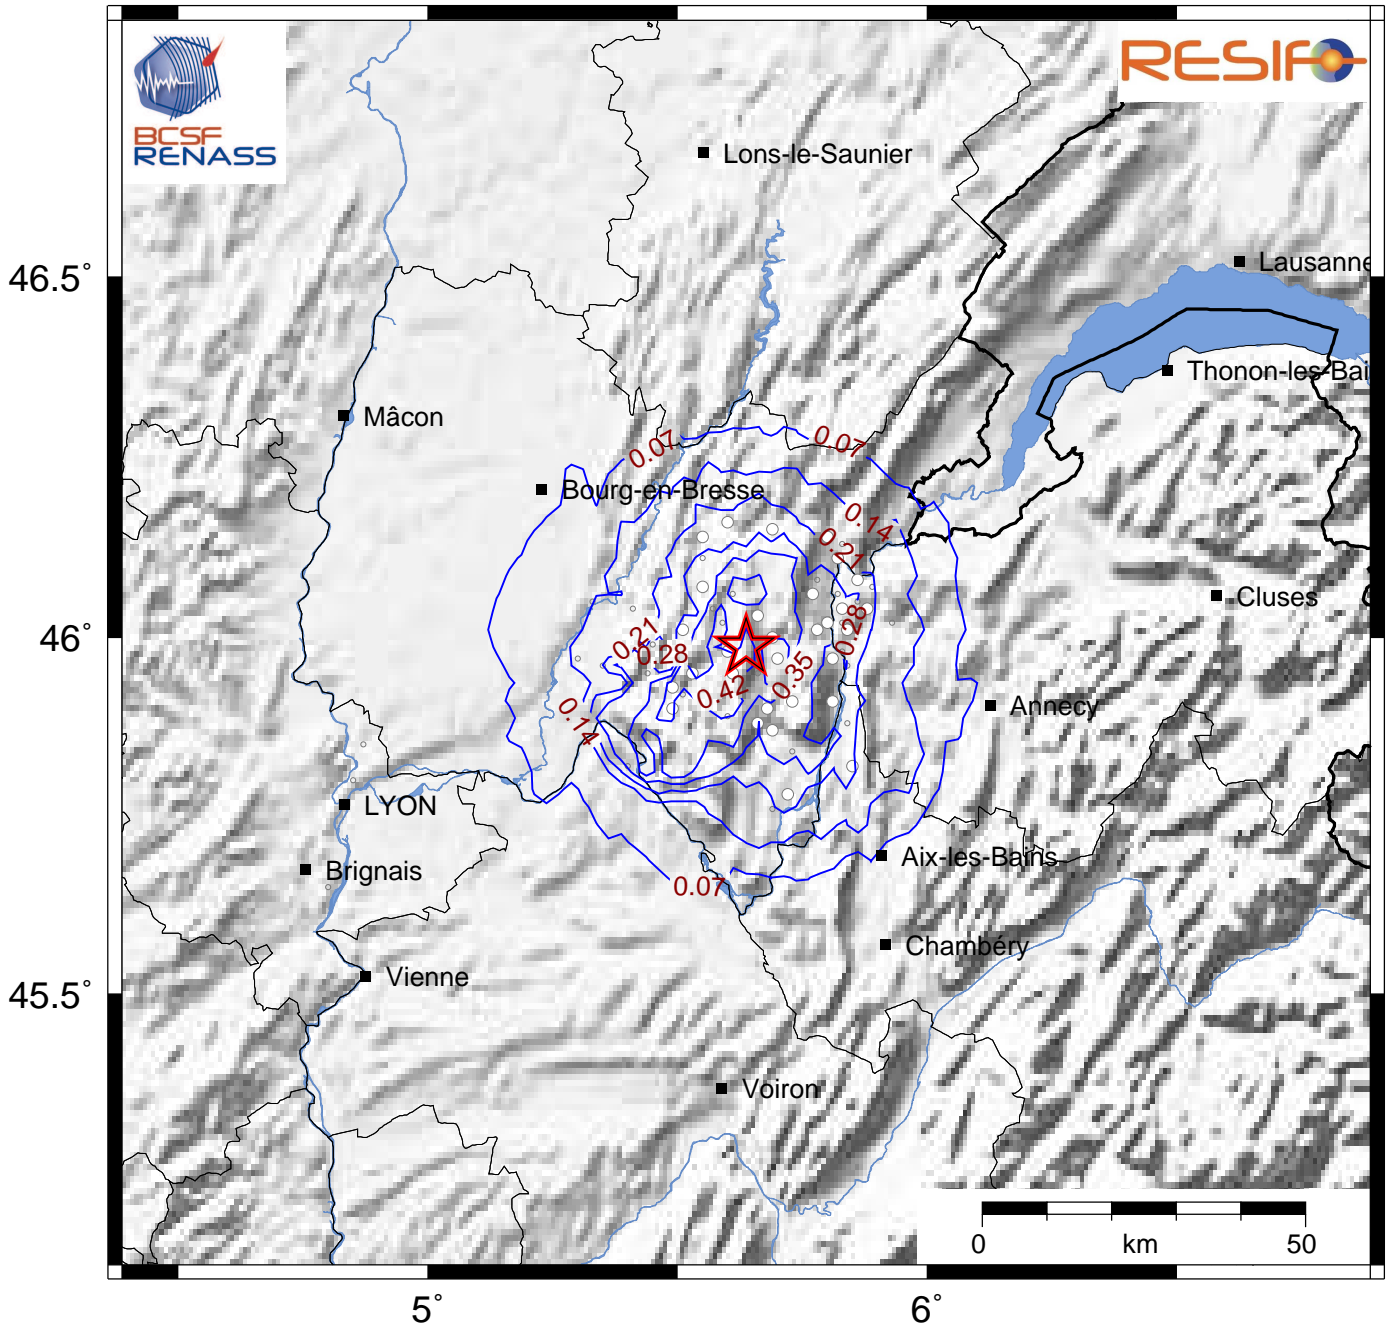 BCSF
RENASS
RESIF
Lons-le-Saunier
46.5°
Lausanne
Thonon-les-Bai
Mâcon
0.07
0.07
Bourg-en-Bresse
0.14
0.21
Cluses
46°
0.21
0.28
0.28
0.35
0.42
0.14
Annecy
LYON
Brignais
Aix-les-Bains
0.07
Chambéry
Vienne
45.5°
Voiron
0 km 50
5° 6°